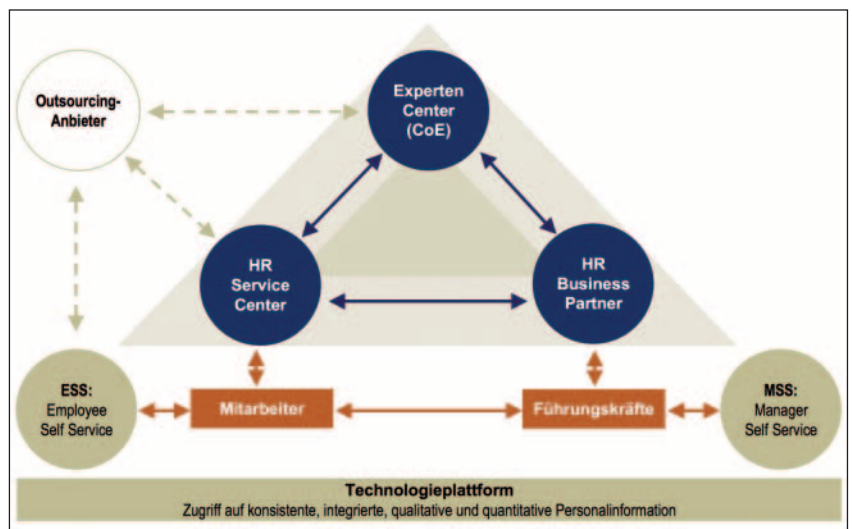 Outsourcing-
Anbieter
Experten
Center
(CoE)
HR
Service
Center
HR
Business
Partner
ESS:
Employee
Self Service
Mitarbeiter
Führungskräfte
MSS:
Manager
Self Service
Technologieplattform
Zugriff auf konsistente, integrierte, qualitative und quantitative Personalinformation